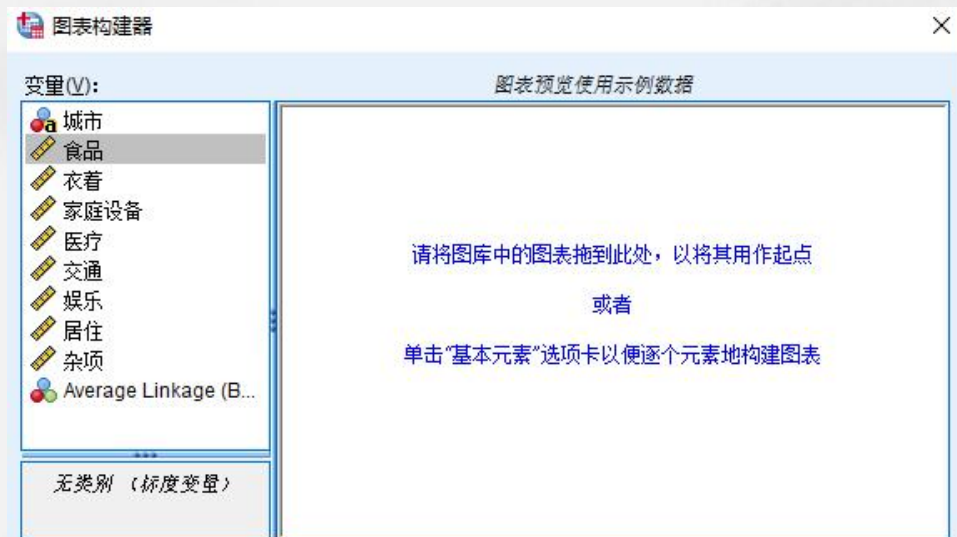 图表构建器
变量(V):
图表预览使用示例数据
城市
食品
衣着
家庭设备
医疗
交通
娱乐
居住
杂项
Average Linkage (B...
无类别 （标度变量）
请将图库中的图表拖到此处，以将其用作起点
或者
单击“基本元素”选项卡以便逐个元素地构建图表